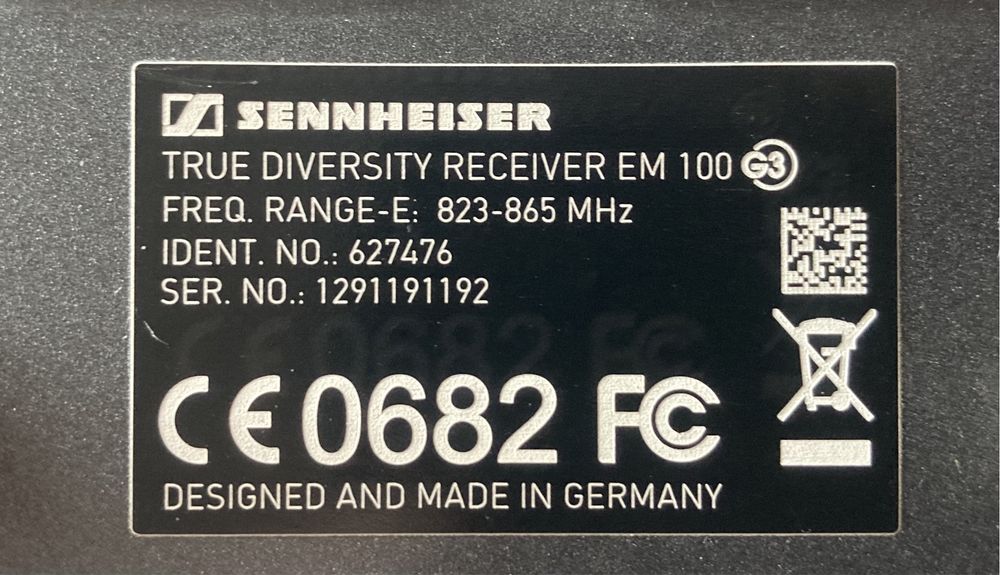 SENNHEISER
TRUE DIVERSITY RECEIVER EM 100 G3
FREQ. RANGE-E: 823-865 MHz
IDENT. NO.: 627476
SER. NO.: 1291191192
CE 0682 FC
DESIGNED AND MADE IN GERMANY